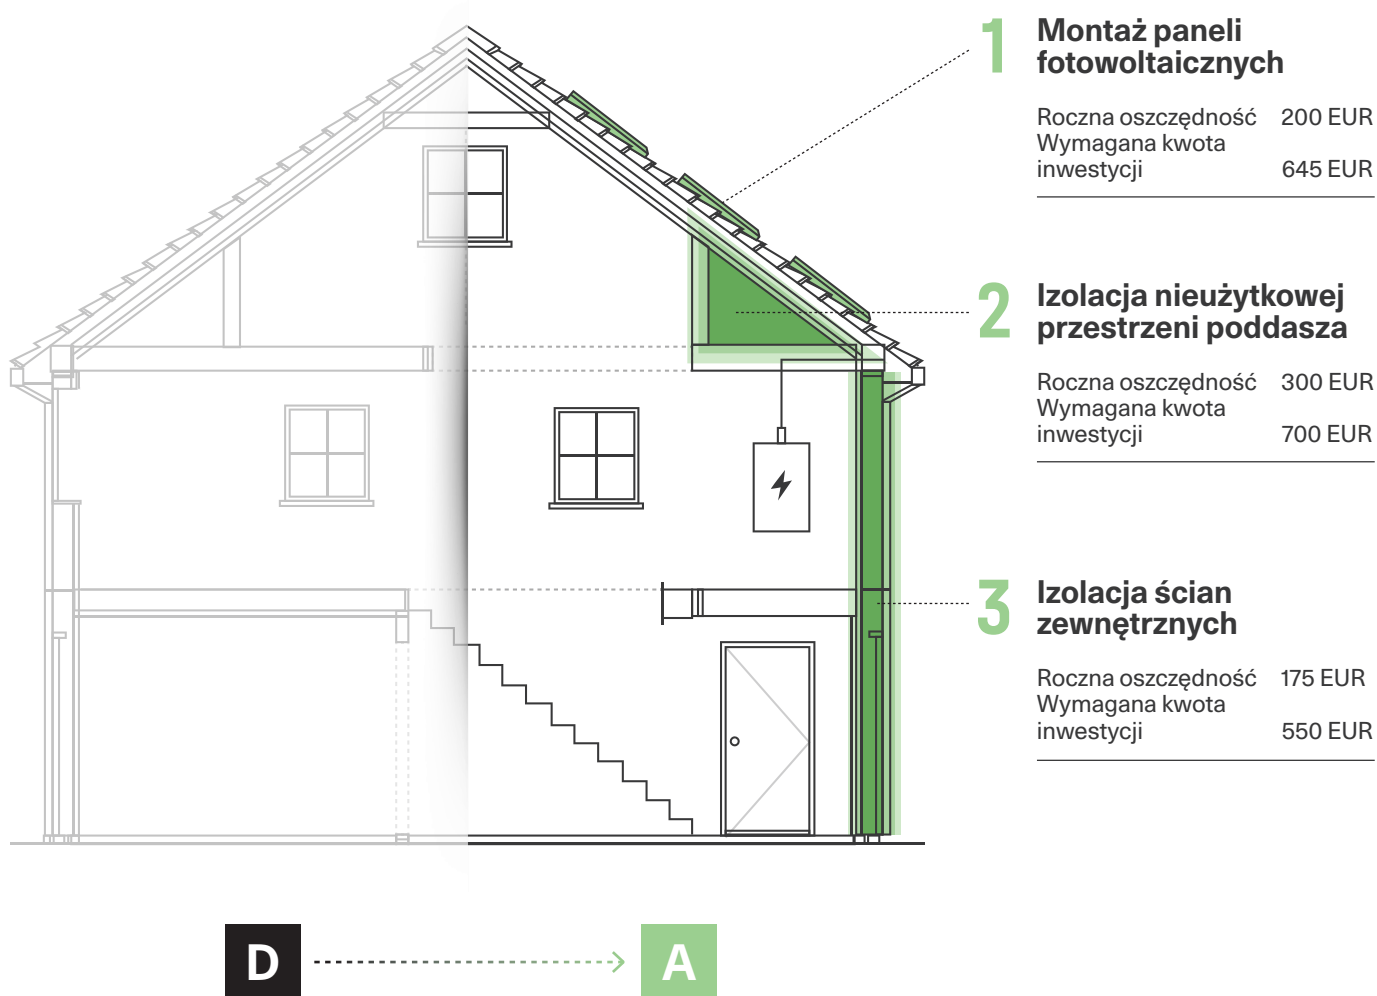 1
Montaż paneli
fotowoltaicznych
Roczna oszczędność 200 EUR
Wymagana kwota
inwestycji 645 EUR
2
Izolacja nieużytkowej
przestrzeni poddasza
Roczna oszczędność 300 EUR
Wymagana kwota
inwestycji 700 EUR
3
Izolacja ścian
zewnętrznych
Roczna oszczędność 175 EUR
Wymagana kwota
inwestycji 550 EUR
D A